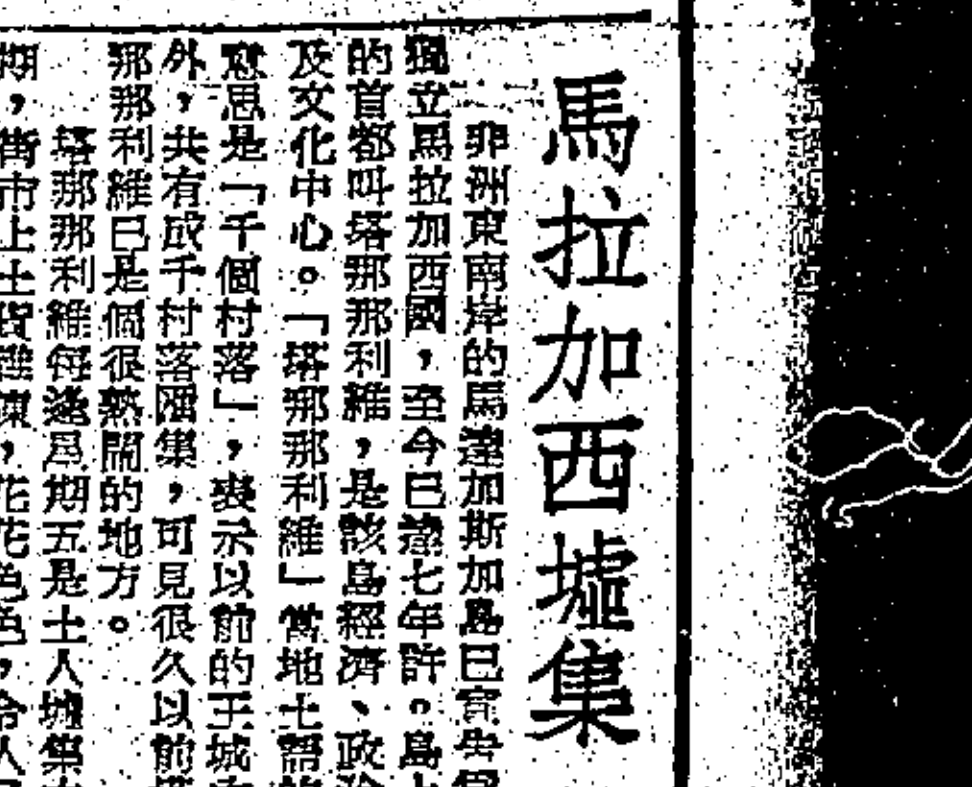 馬拉加西墟集
非洲東南岸的馬達加斯加島已宣告
獨立馬拉加西國,至今已達七年許。島
的首都叫塔那那利維,是該島經濟、政治
及文化中心。「塔那那利維」當地土語
意思是「千個村落」,表示以前的王城
外,共有成千村落匯集,可見很久以前
那那利維已是個很熱鬧的地方。
塔那那利維每逢爲期五是土人墟集
期,街市上土貨雜陳,花花色色,令人